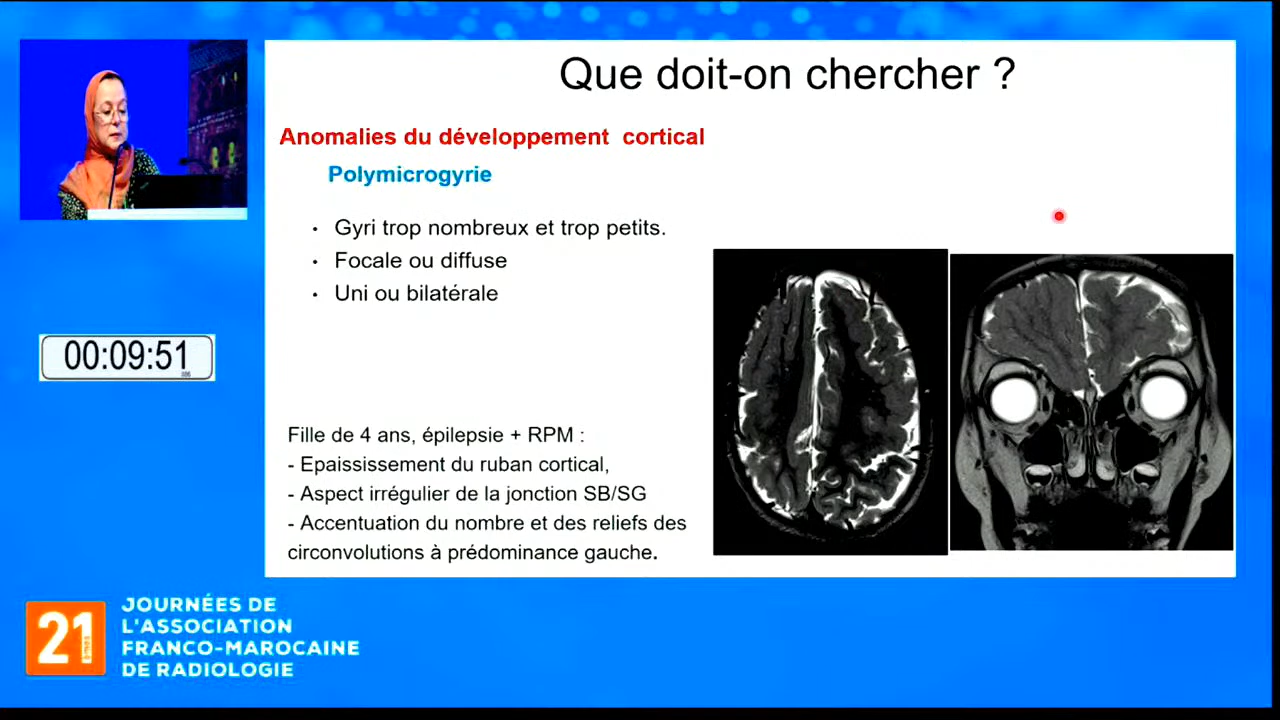 Que doit-on chercher ?
Anomalies du développement cortical
Polymicrogyrie
• Gyri trop nombreux et trop petits.
• Focale ou diffuse
• Uni ou bilatérale
00:09:51
Fille de 4 ans, épilepsie + RPM :
- Epaississement du ruban cortical,
- Aspect irrégulier de la jonction SB/SG
- Accentuation du nombre et des reliefs des
circonvolutions à prédominance gauche.
21
JOURNÉES DE
L'ASSOCIATION
FRANCO-MAROCAINE
DE RADIOLOGIE